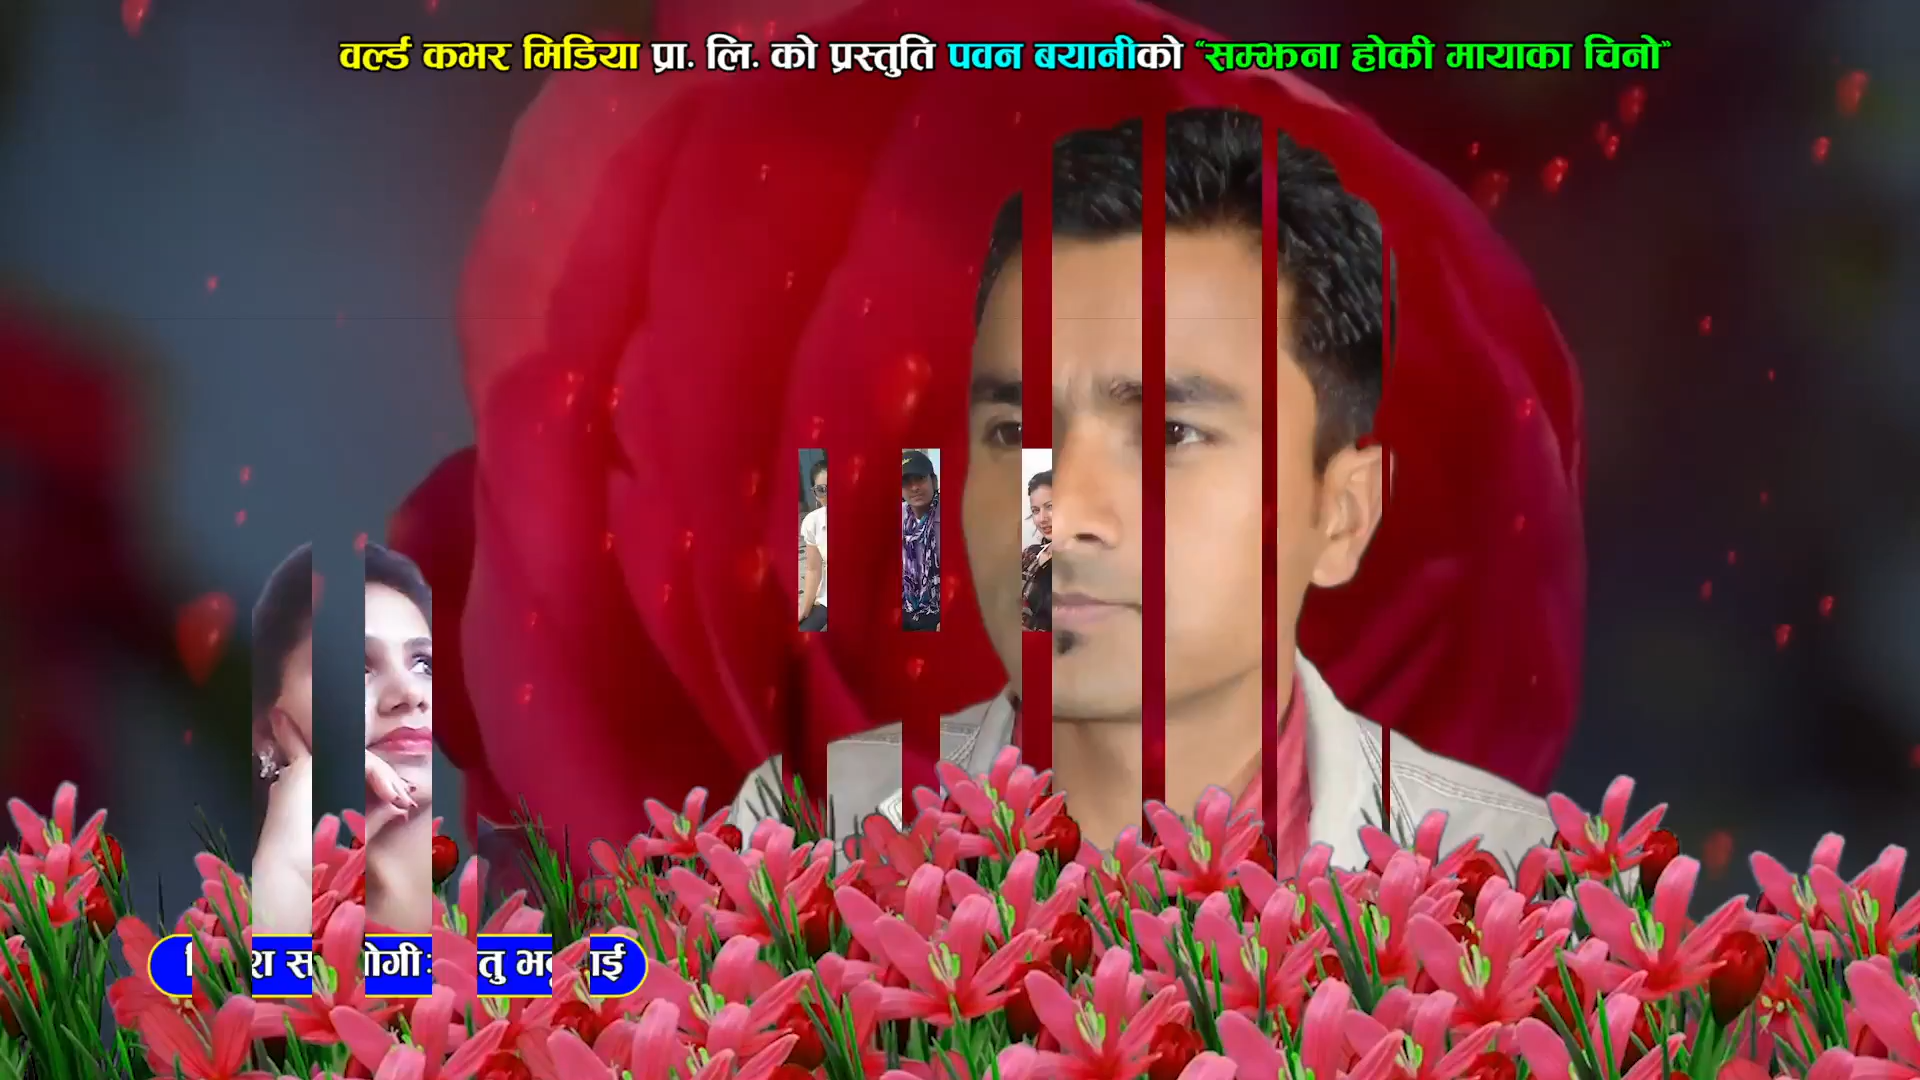 वर्ल्ड कभर मिडिया प्रा. लि. को प्रस्तुति पवन बयानीको “सम्झना होकी मायाका चिनो”